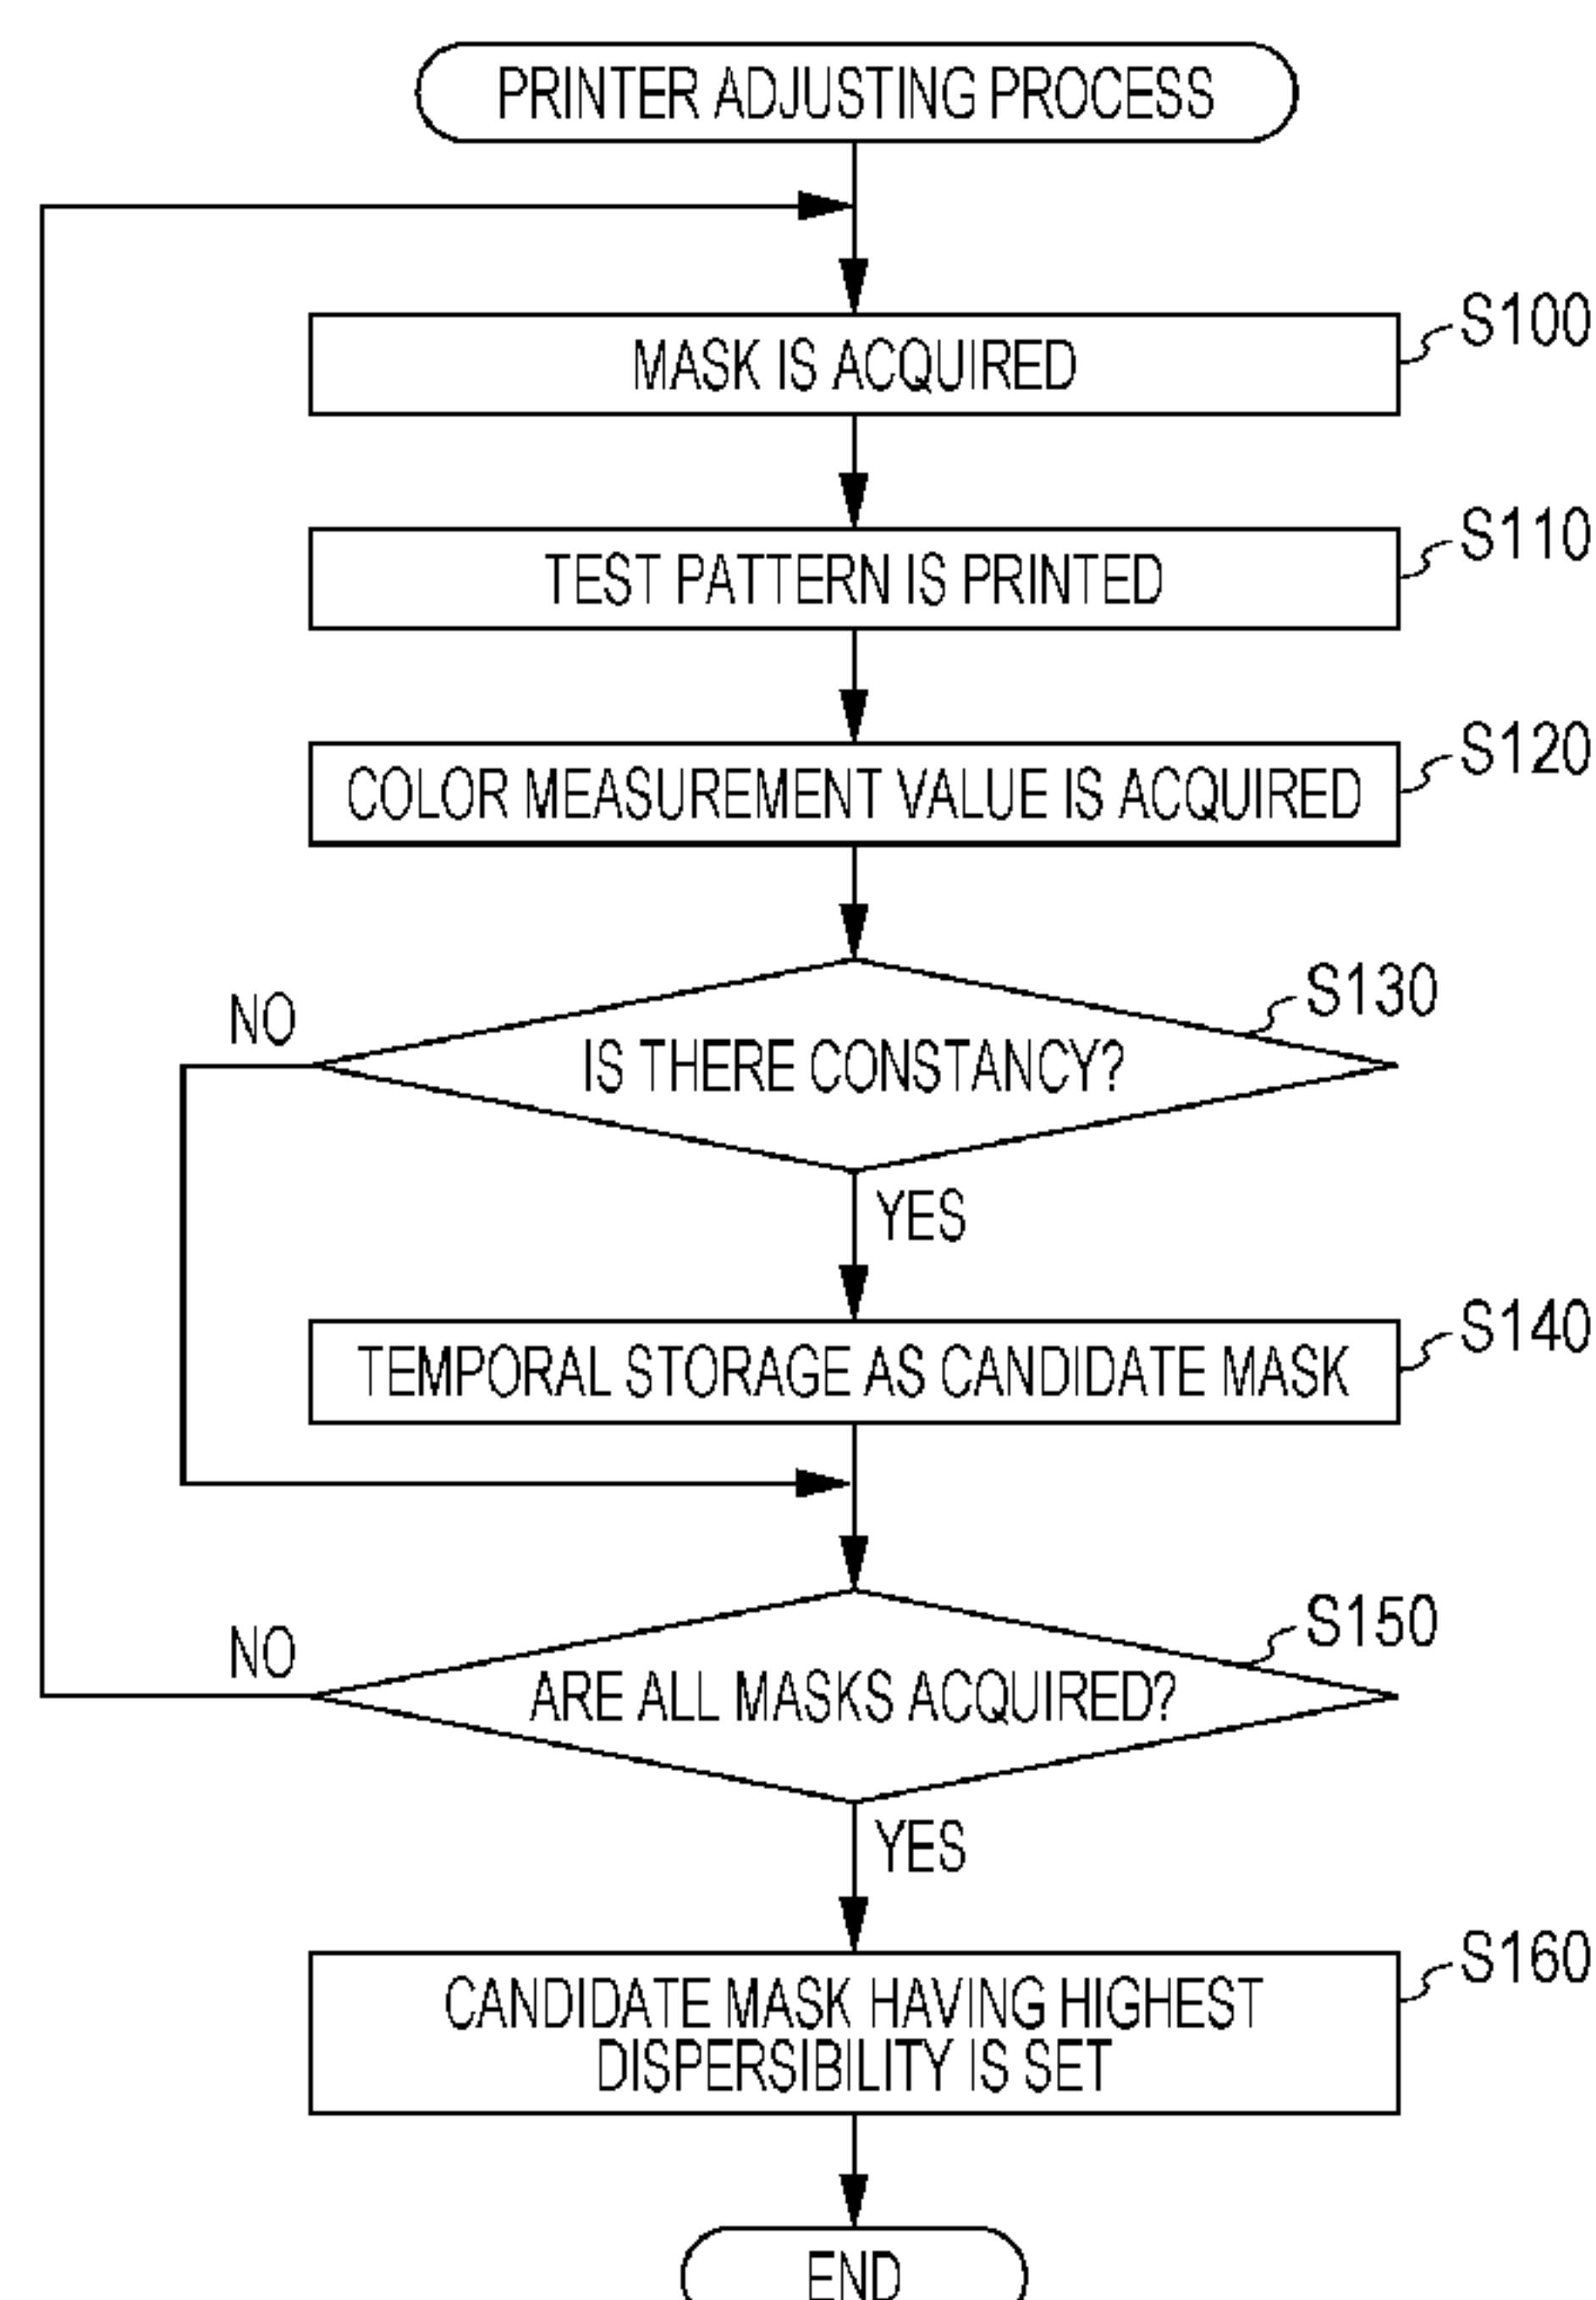 PRINTER ADJUSTING PROCESS
MASK IS ACQUIRED
S100
TEST PATTERN IS PRINTED
S110
COLOR MEASUREMENT VALUE IS ACQUIRED
S120
NO
IS THERE CONSTANCY?
S130
YES
TEMPORAL STORAGE AS CANDIDATE MASK
S140
NO
ARE ALL MASKS ACQUIRED?
S150
YES
CANDIDATE MASK HAVING HIGHEST
DISPERSIBILITY IS SET
S160
END